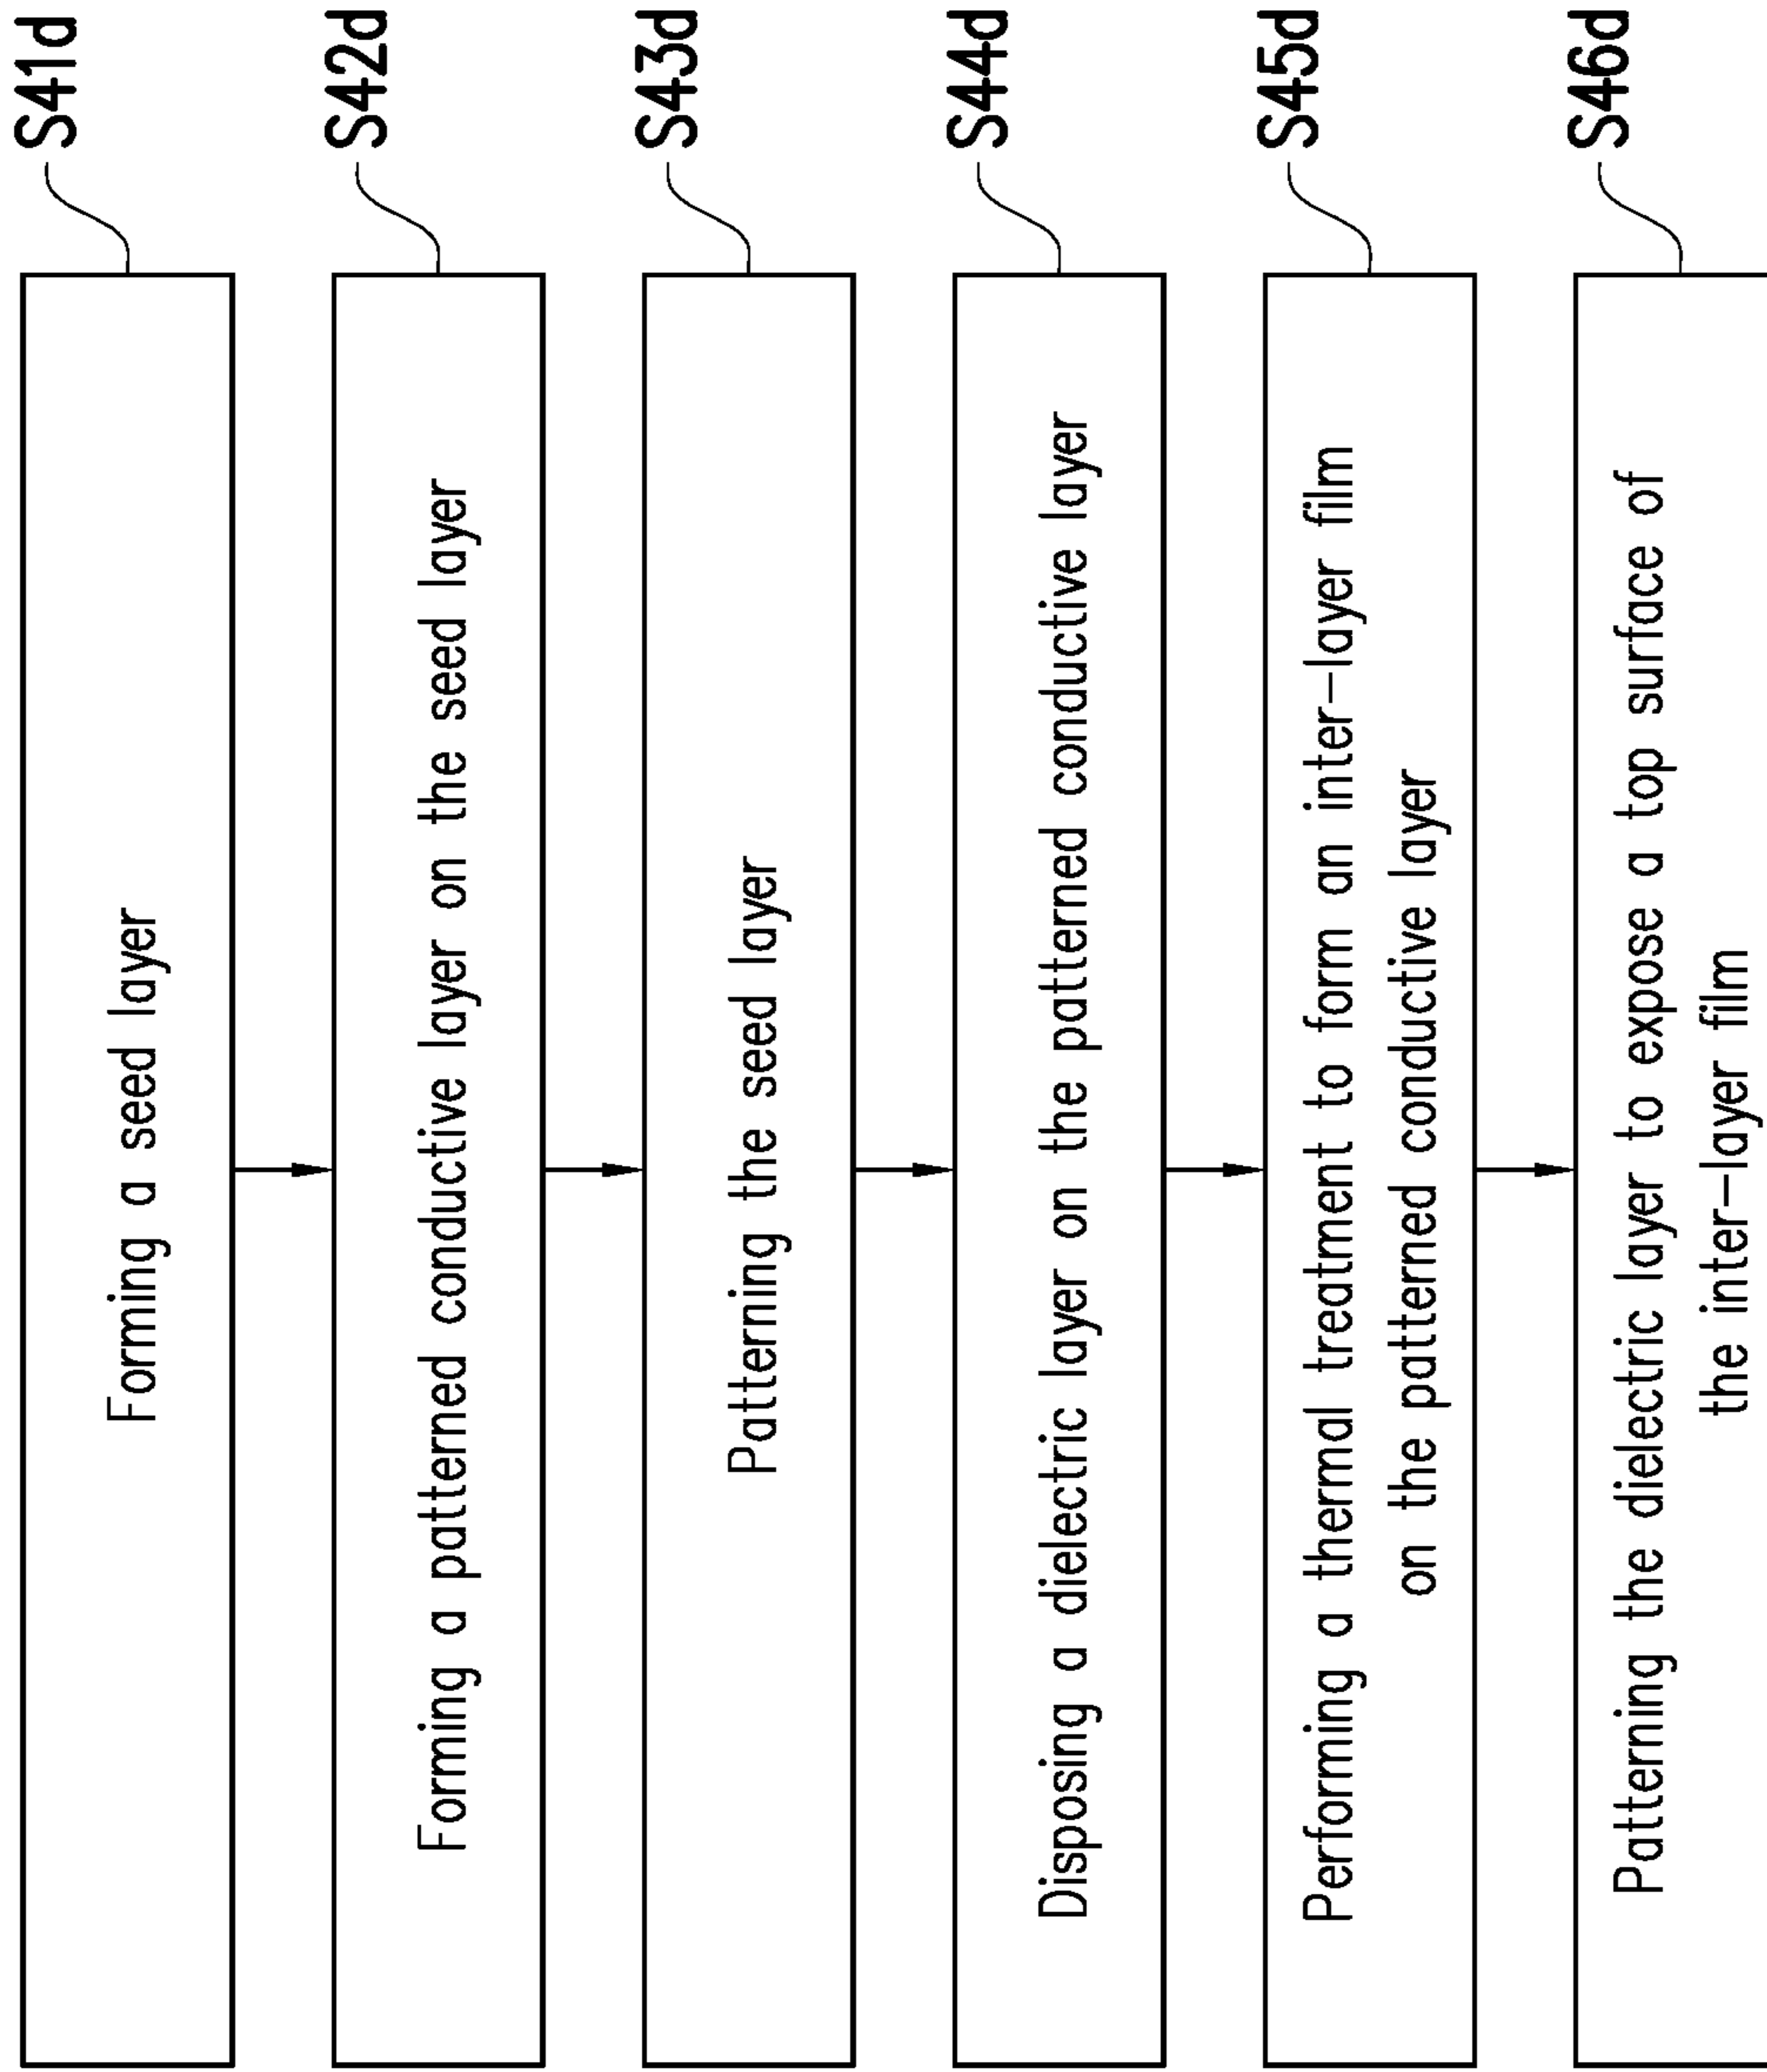 Forming a seed layer
S41d
Forming a patterned conductive layer on the seed layer
S42d
Patterning the seed layer
S43d
Disposing a dielectric layer on the patterned conductive layer
S44d
Performing a thermal treatment to form an inter-layer film
on the patterned conductive layer
S45d
Patterning the dielectric layer to expose a top surface of
the inter-layer film
S46d